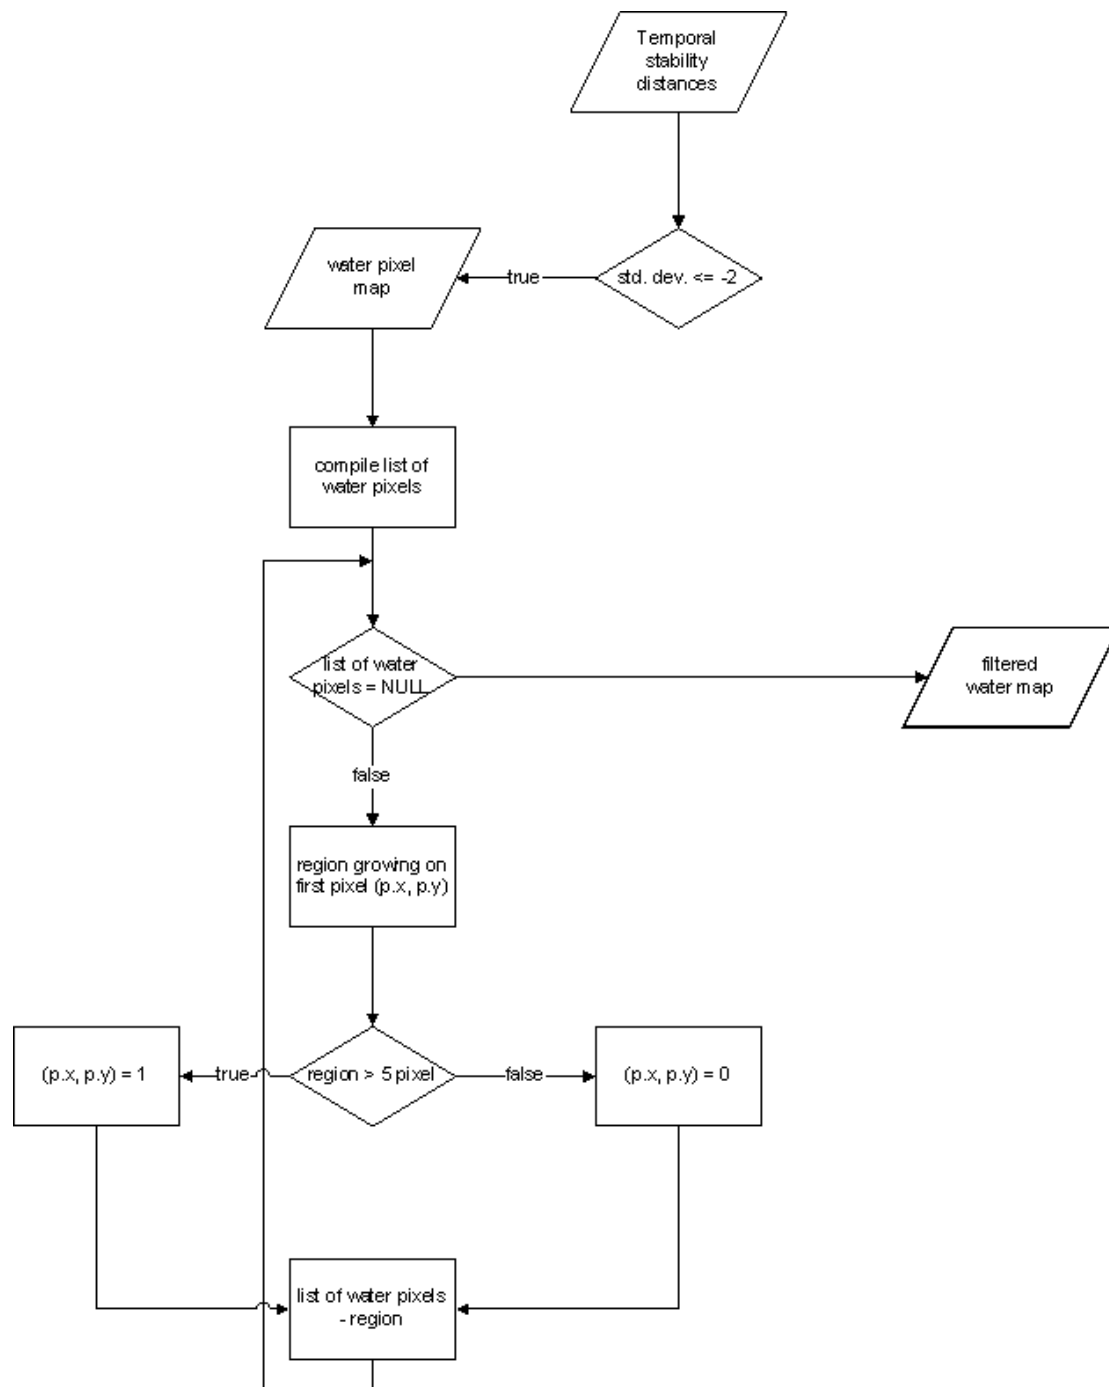 Temporal
stability
distances
water pixel
map
true
std. dev. <= -2
compile list of
water pixels
list of water
pixels = NULL
filtered
water map
false
region growing on
first pixel (p.x, p.y)
(p.x, p.y) = 1
true
region > 5 pixel
false
(p.x, p.y) = 0
list of water pixels
- region